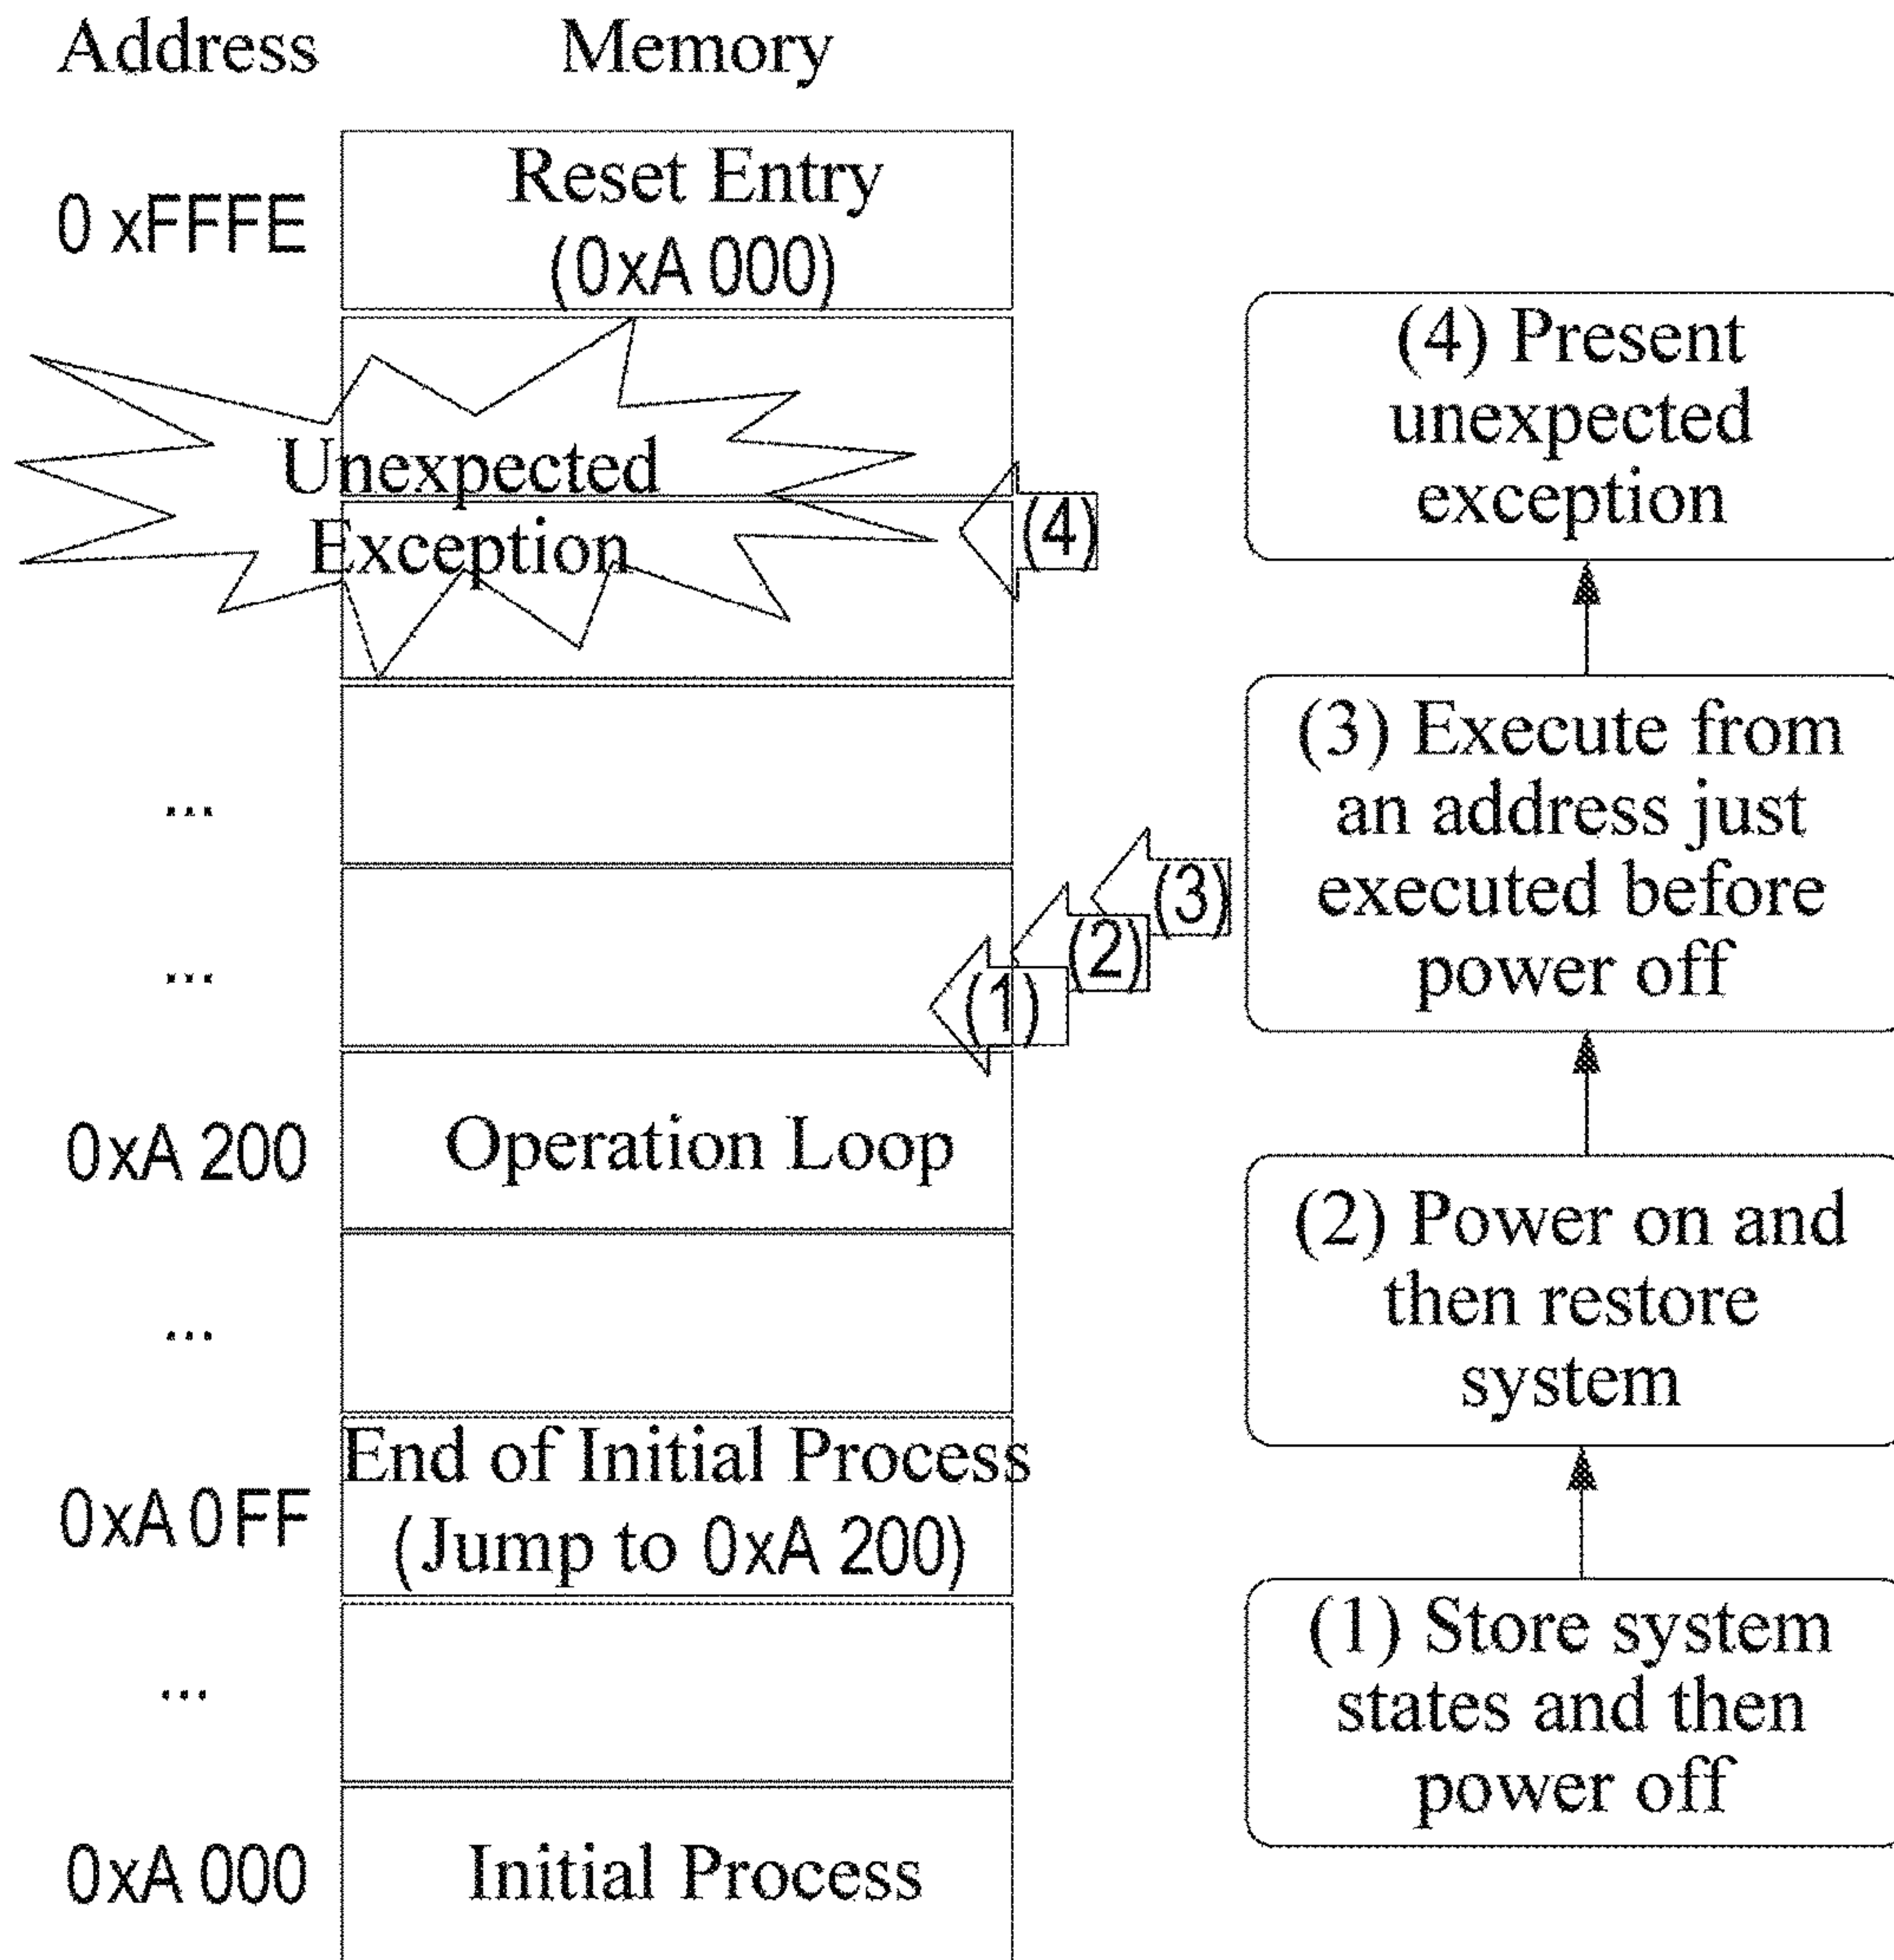 Address Memory
0 xFFFE
Reset Entry
(0xA 000)
Unexpected
Exception
(4)
...
(3)
...
(2)
(1)
0xA 200
Operation Loop
...
0xA 0FF
End of Initial Process
(Jump to 0xA 200)
...
0xA 000
Initial Process
(4) Present
unexpected
exception
(3) Execute from
an address just
executed before
power off
(2) Power on and
then restore
system
(1) Store system
states and then
power off